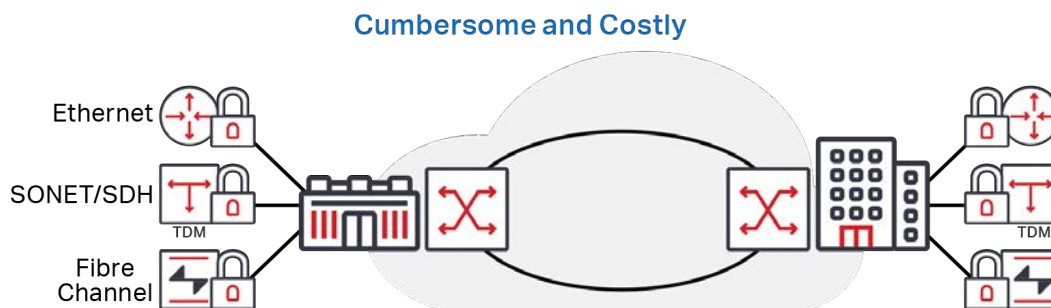 Cumbersome and Costly
Ethernet
SONET/SDH
TDM
TDM
Fibre
Channel